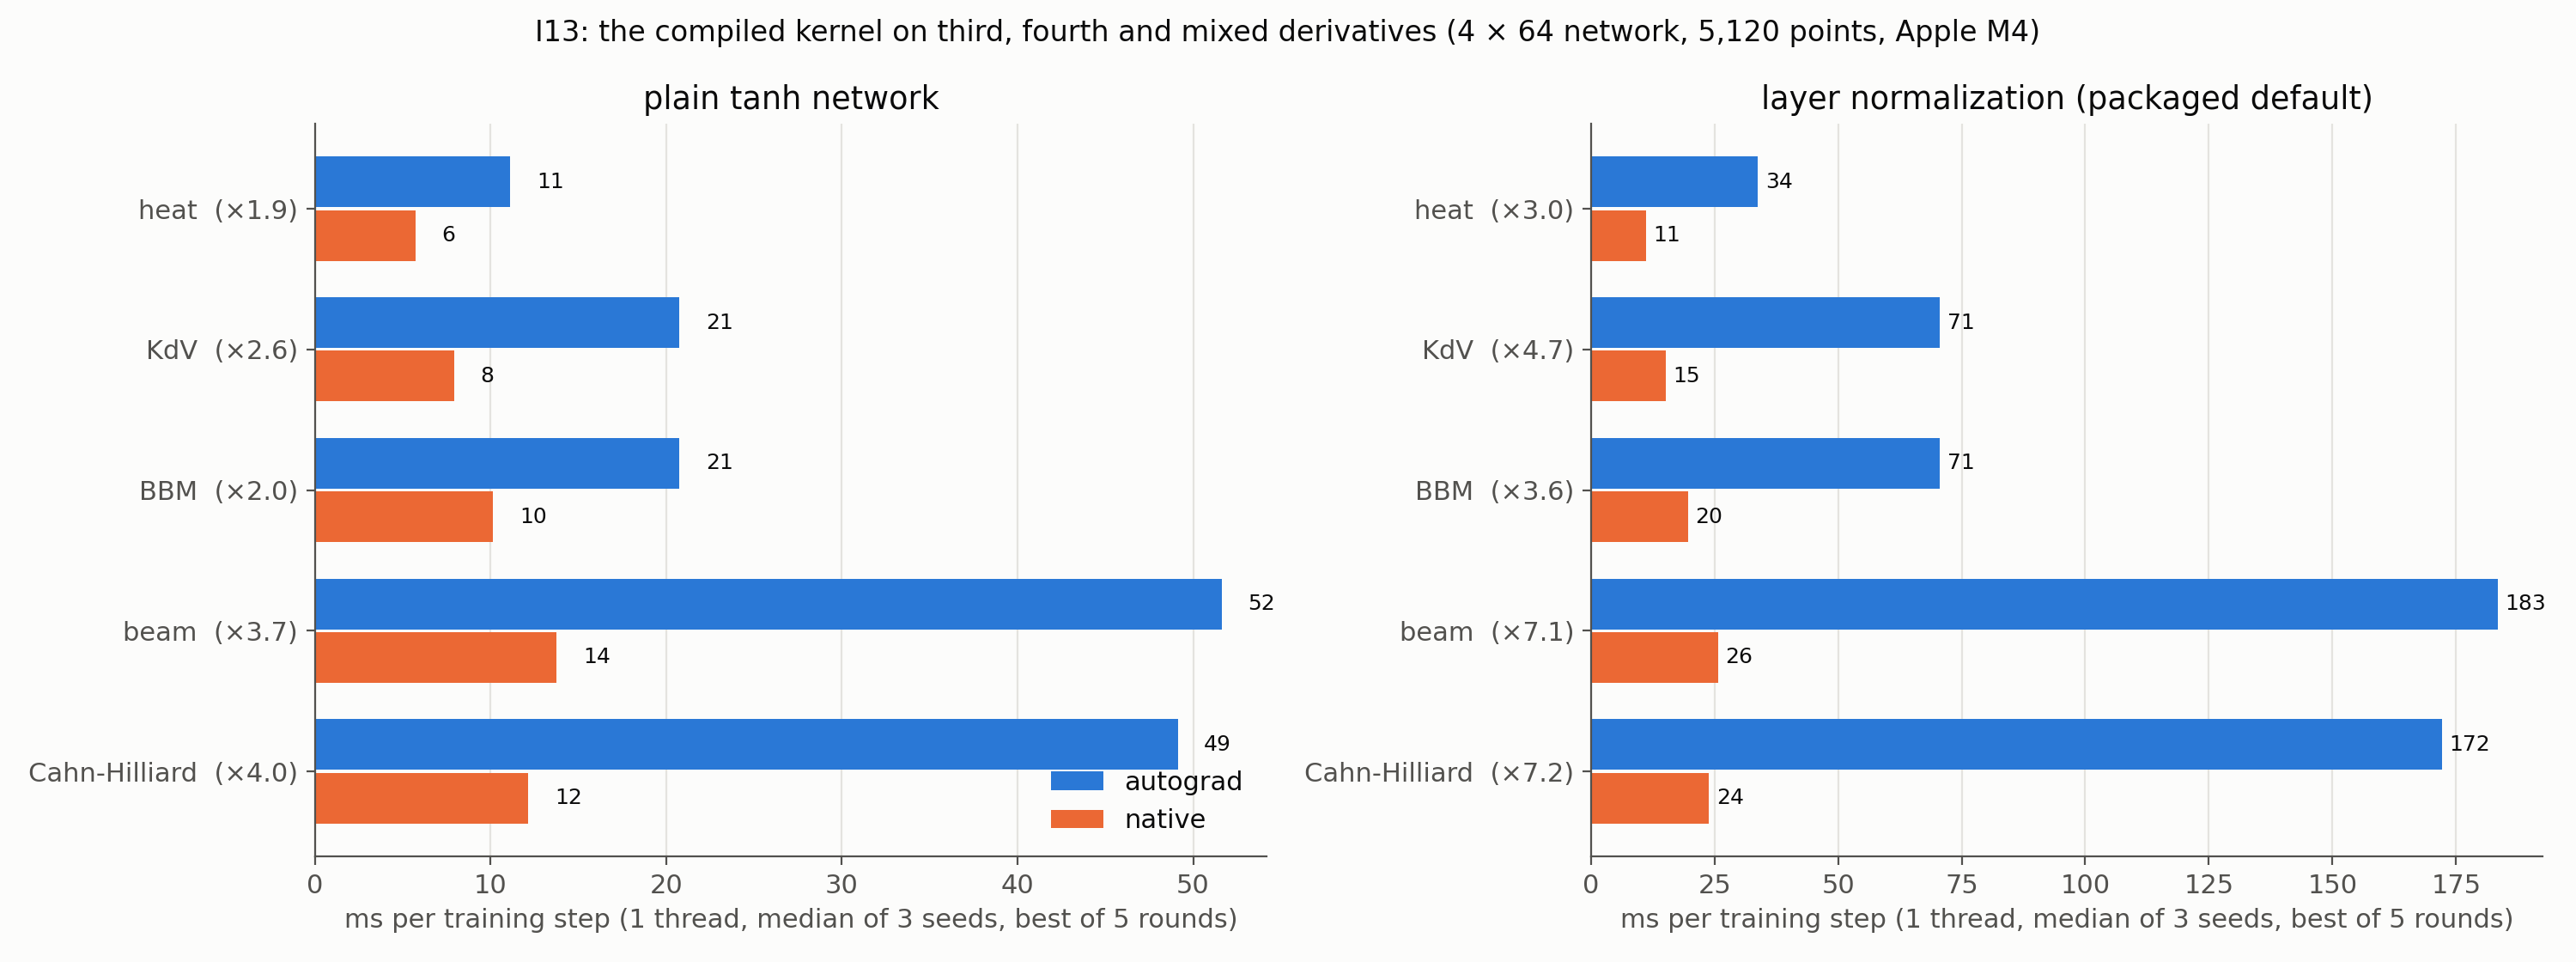 I13: the compiled kernel on third, fourth and mixed derivatives (4 × 64 network, 5,120 points, Apple M4)
plain tanh network
heat (×1.9)
11
6
KdV (×2.6)
21
8
BBM (×2.0)
21
10
beam (×3.7)
52
14
Cahn-Hilliard (×4.0)
49
12
autograd
native
0 10 20 30 40 50
ms per training step (1 thread, median of 3 seeds, best of 5 rounds)
layer normalization (packaged default)
heat (×3.0)
34
11
KdV (×4.7)
71
15
BBM (×3.6)
71
20
beam (×7.1)
183
26
Cahn-Hilliard (×7.2)
172
24
0 25 50 75 100 125 150 175
ms per training step (1 thread, median of 3 seeds, best of 5 rounds)